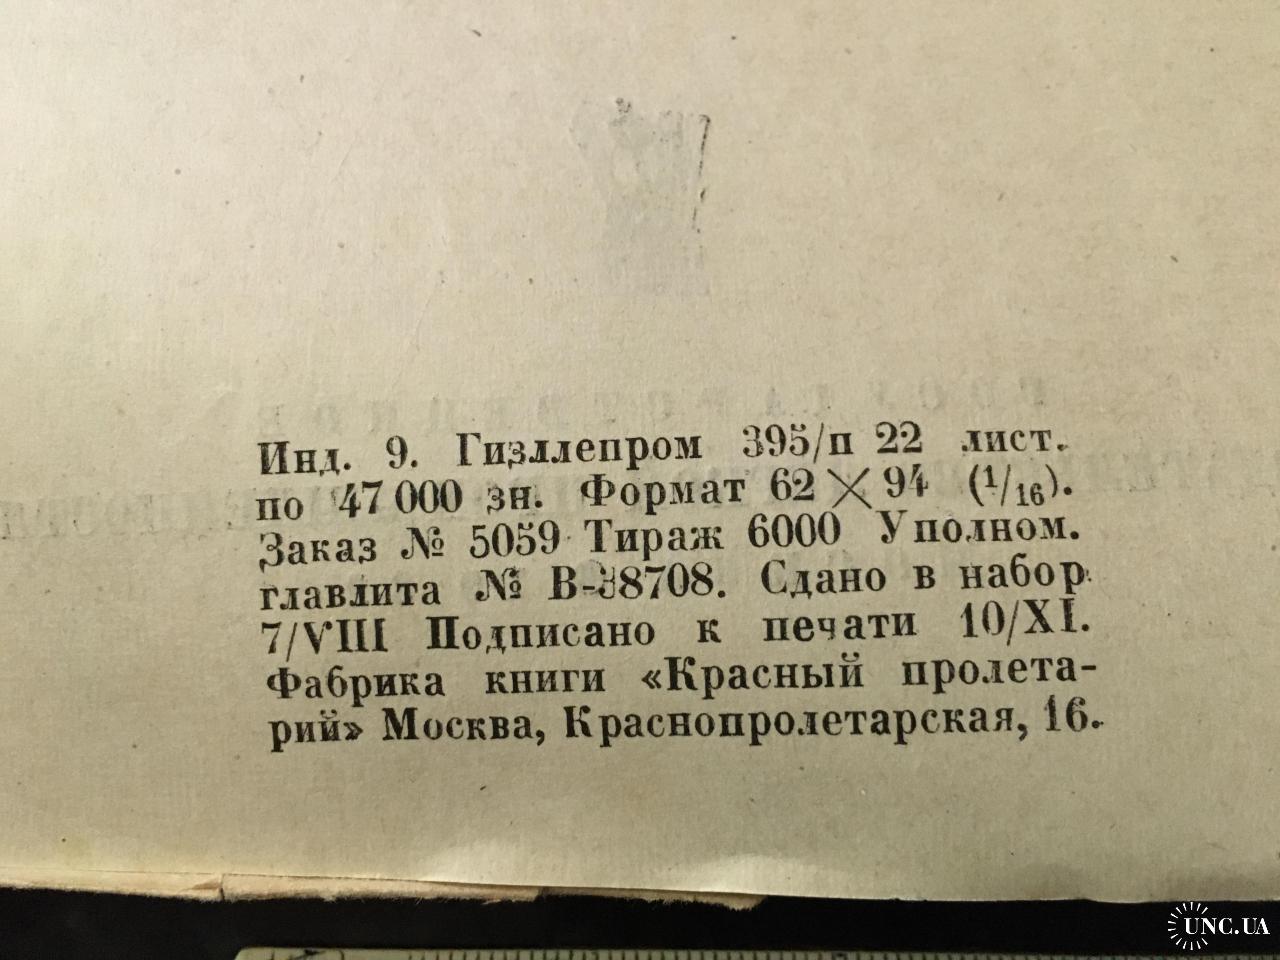 Инд. 9. Гизллепром 395/п 22 лист.
по 47 000 зн. Формат 62 × 94 (1/16).
Заказ № 5059 Тираж 6000 Уполном.
главлита № В-38708. Сдано в набор
7/VIII Подписано к печати 10/XI.
Фабрика книги «Красный пролета-
рий» Москва, Краснопролетарская, 16.
UNC.UA